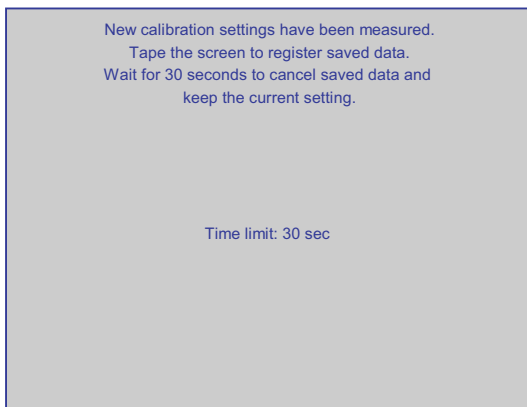 New calibration settings have been measured.
Tape the screen to register saved data.
Wait for 30 seconds to cancel saved data and
keep the current setting.
Time limit: 30 sec